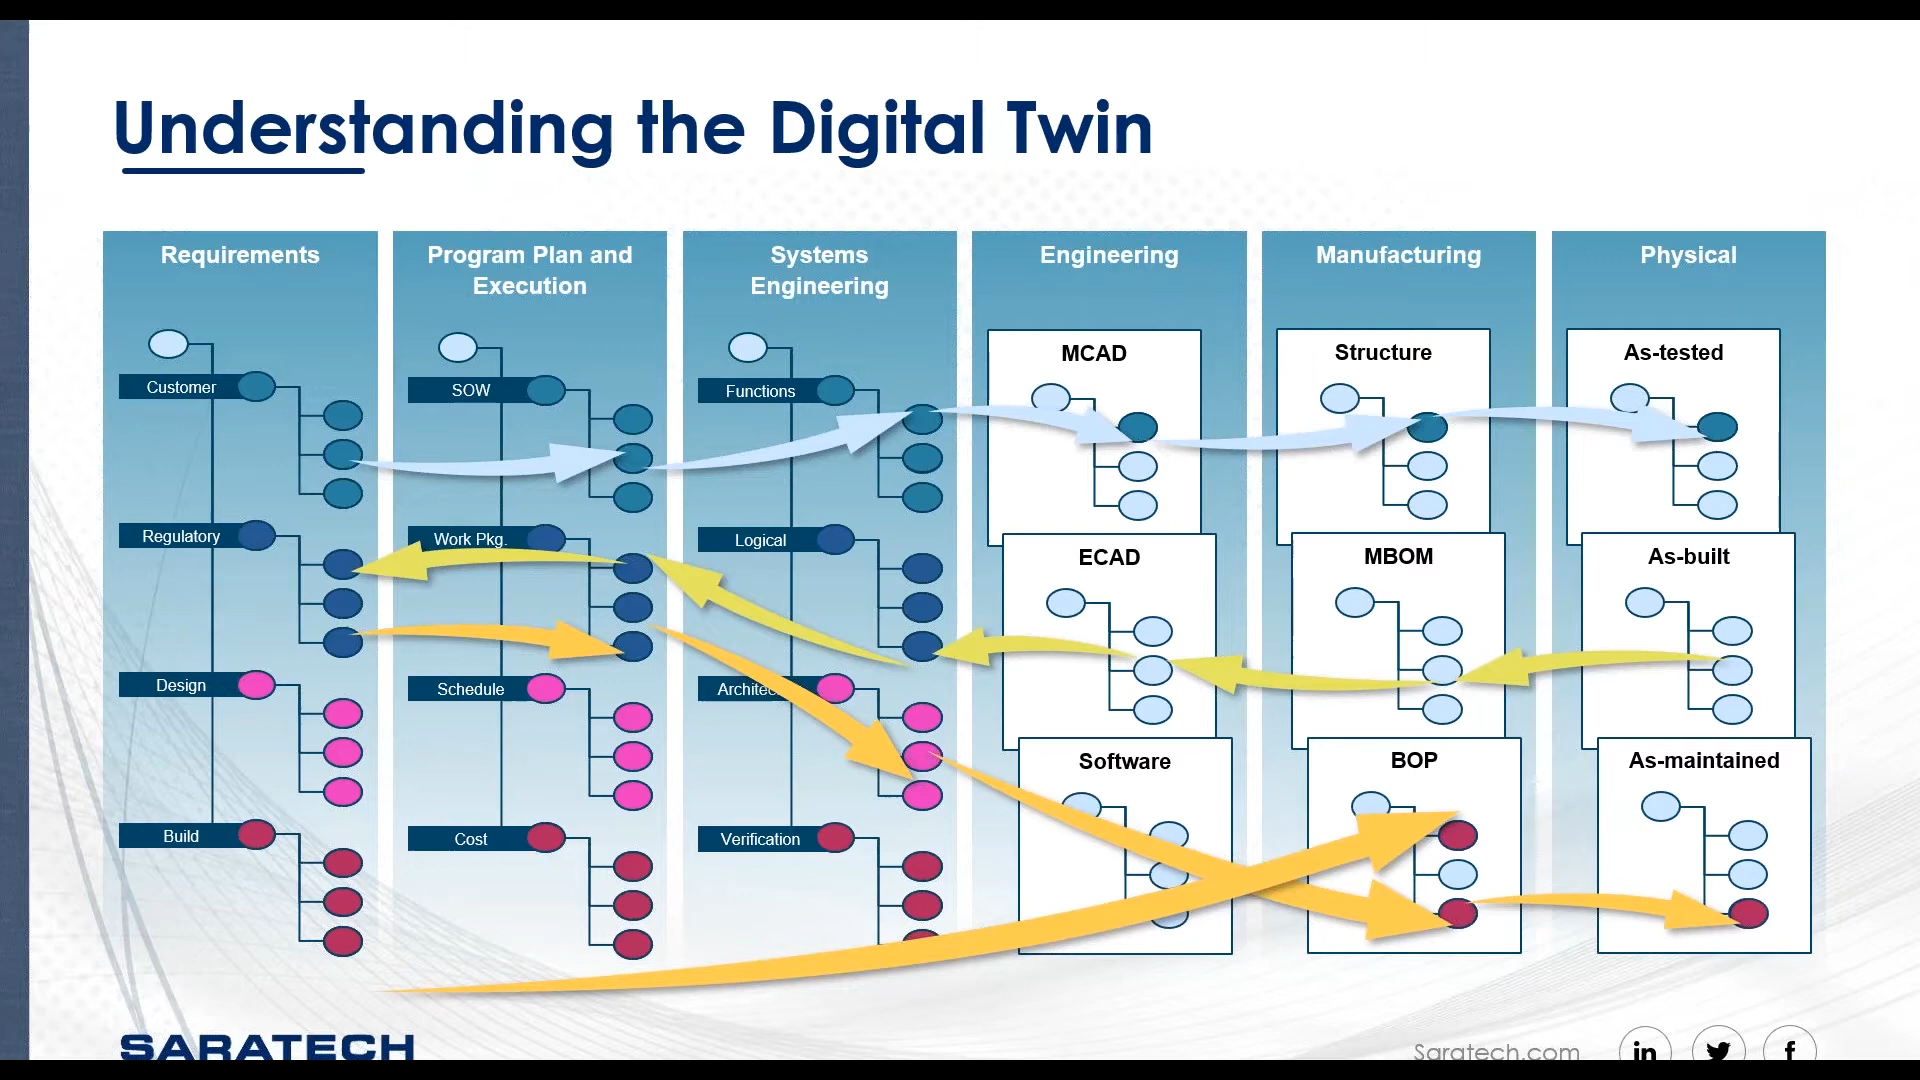 Understanding the Digital Twin
Requirements
Customer
Regulatory
Design
Build
Program Plan and
Execution
SOW
Work Pkg.
Schedule
Cost
Systems
Engineering
Functions
Logical
Verification
Engineering
MCAD
ECAD
Software
Manufacturing
Structure
MBOM
BOP
Physical
As-tested
As-built
As-maintained
SARATECH
Saratech.com
in
f